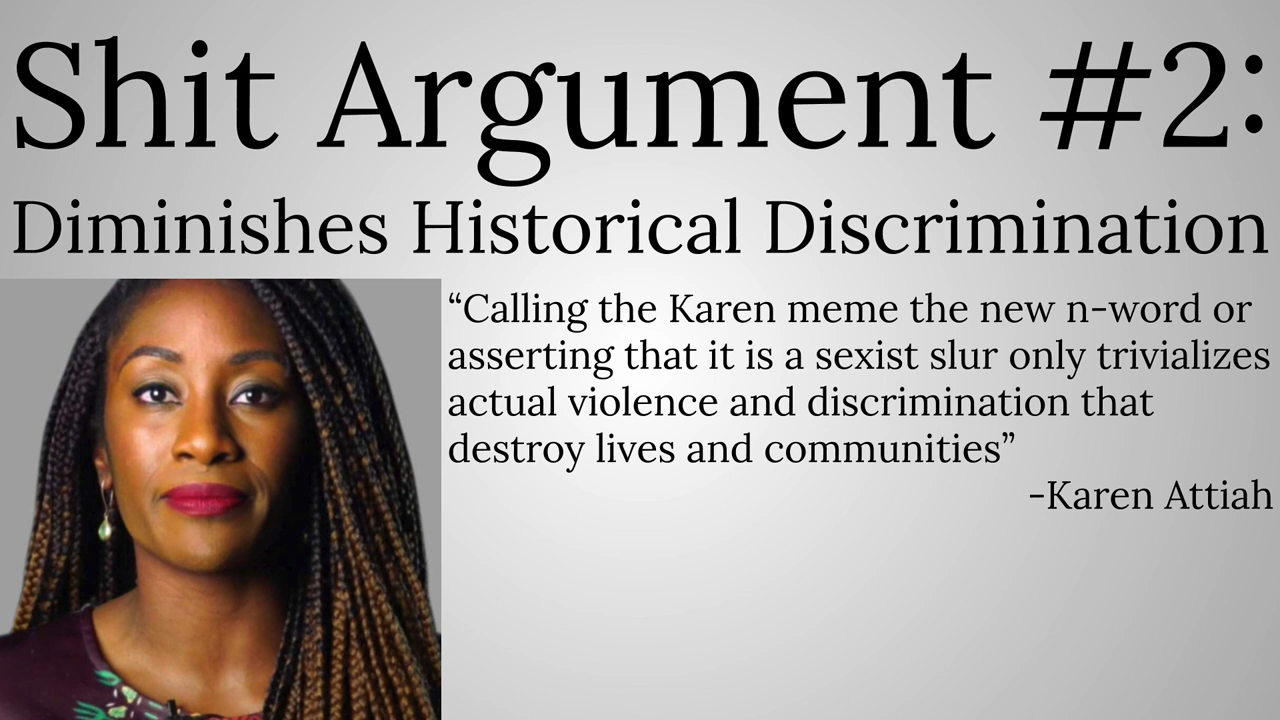 Shit Argument #2:
Diminishes Historical Discrimination
“Calling the Karen meme the new n-word or
asserting that it is a sexist slur only trivializes
actual violence and discrimination that
destroy lives and communities”
-Karen Attiah